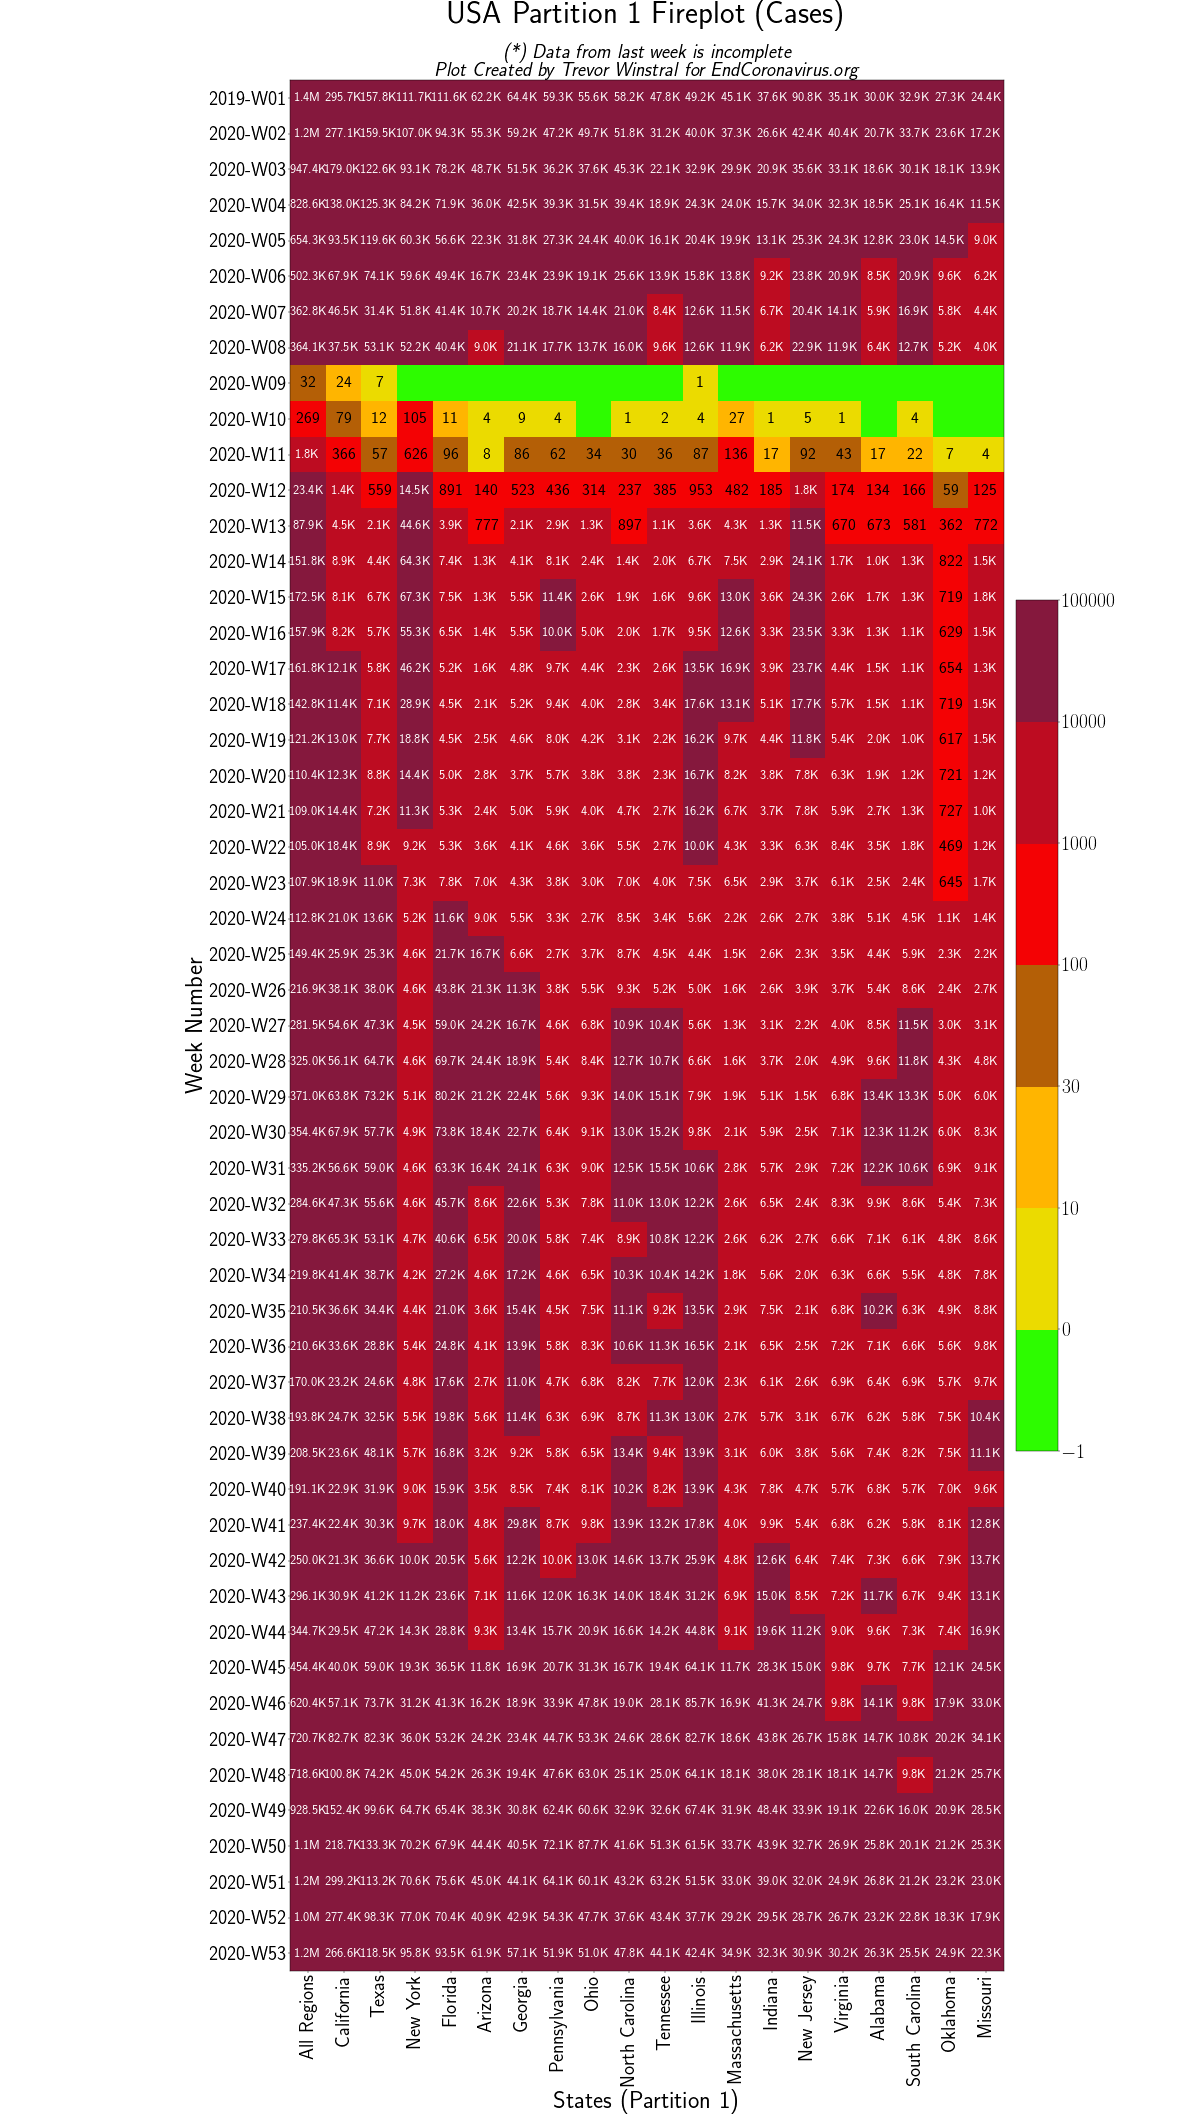 USA Partition 1 Fireplot (Cases)
(*) Data from last week is incomplete
Plot Created by Trevor Winstral for EndCoronavirus.org
2019-W01 1.4M 295.7K 157.8K 111.7K 111.6K 62.2K 64.4K 59.3K 55.6K 58.2K 47.8K 49.2K 45.1K 37.6K 90.8K 35.1K 30.0K 32.9K 27.3K 24.4K
2020-W02 1.2M 277.1K 159.5K 107.0K 94.3K 55.3K 59.2K 47.2K 49.7K 51.8K 31.2K 40.0K 37.3K 26.6K 42.4K 40.4K 20.7K 33.7K 23.6K 17.2K
2020-W03 947.4K 179.0K 122.6K 93.1K 78.2K 48.7K 51.5K 36.2K 37.6K 45.3K 22.1K 32.9K 29.9K 20.9K 35.6K 33.1K 18.6K 30.1K 18.1K 13.9K
2020-W04 828.6K 138.0K 125.3K 84.2K 71.9K 36.0K 42.5K 39.3K 31.5K 39.4K 18.9K 24.3K 24.0K 15.7K 34.0K 32.3K 18.5K 25.1K 16.4K 11.5K
2020-W05 654.3K 93.5K 119.6K 60.3K 56.6K 22.3K 31.8K 27.3K 24.4K 40.0K 16.1K 20.4K 19.9K 13.1K 25.3K 24.3K 12.8K 23.0K 14.5K 9.0K
2020-W06 502.3K 67.9K 74.1K 59.6K 49.4K 16.7K 23.4K 23.9K 19.1K 25.6K 13.9K 15.8K 13.8K 9.2K 23.8K 20.9K 8.5K 20.9K 9.6K 6.2K
2020-W07 362.8K 46.5K 31.4K 51.8K 41.4K 10.7K 20.2K 18.7K 14.4K 21.0K 8.4K 12.6K 11.5K 6.7K 20.4K 14.1K 5.9K 16.9K 5.8K 4.4K
2020-W08 364.1K 37.5K 53.1K 52.2K 40.4K 9.0K 21.1K 17.7K 13.7K 16.0K 9.6K 12.6K 11.9K 6.2K 22.9K 11.9K 6.4K 12.7K 5.2K 4.0K
2020-W09 32 24 7 1
2020-W10 269 79 12 105 11 4 9 4 1 2 4 27 1 5 1 4
2020-W11 1.8K 366 57 626 96 8 86 62 34 30 36 87 136 17 92 43 17 22 7 4
2020-W12 23.4K 1.4K 559 14.5K 891 140 523 436 314 237 385 953 482 185 1.8K 174 134 166 59 125
2020-W13 87.9K 4.5K 2.1K 44.6K 3.9K 777 2.1K 2.9K 1.3K 897 1.1K 3.6K 4.3K 1.3K 11.5K 670 673 581 362 772
2020-W14 151.8K 8.9K 4.4K 64.3K 7.4K 1.3K 4.1K 8.1K 2.4K 1.4K 2.0K 6.7K 7.5K 2.9K 24.1K 1.7K 1.0K 1.3K 822 1.5K
2020-W15 172.5K 8.1K 6.7K 67.3K 7.5K 1.3K 5.5K 11.4K 2.6K 1.9K 1.6K 9.6K 13.0K 3.6K 24.3K 2.6K 1.7K 1.3K 719 1.8K
2020-W16 157.9K 8.2K 5.7K 55.3K 6.5K 1.4K 5.5K 10.0K 5.0K 2.0K 1.7K 9.5K 12.6K 3.3K 23.5K 3.3K 1.3K 1.1K 629 1.5K
2020-W17 161.8K 12.1K 5.8K 46.2K 5.2K 1.6K 4.8K 9.7K 4.4K 2.3K 2.6K 13.5K 16.9K 3.9K 23.7K 4.4K 1.5K 1.1K 654 1.3K
2020-W18 142.8K 11.4K 7.1K 28.9K 4.5K 2.1K 5.2K 9.4K 4.0K 2.8K 3.4K 17.6K 13.1K 5.1K 17.7K 5.7K 1.5K 1.1K 719 1.5K
2020-W19 121.2K 13.0K 7.7K 18.8K 4.5K 2.5K 4.6K 8.0K 4.2K 3.1K 2.2K 16.2K 9.7K 4.4K 11.8K 5.4K 2.0K 1.0K 617 1.5K
2020-W20 110.4K 12.3K 8.8K 14.4K 5.0K 2.8K 3.7K 5.7K 3.8K 3.8K 2.3K 16.7K 8.2K 3.8K 7.8K 6.3K 1.9K 1.2K 721 1.2K
2020-W21 109.0K 14.4K 7.2K 11.3K 5.3K 2.4K 5.0K 5.9K 4.0K 4.7K 2.7K 16.2K 6.7K 3.7K 7.8K 5.9K 2.7K 1.3K 727 1.0K
2020-W22 105.0K 18.4K 8.9K 9.2K 5.3K 3.6K 4.1K 4.6K 3.6K 5.5K 2.7K 10.0K 4.3K 3.3K 6.3K 8.4K 3.5K 1.8K 469 1.2K
2020-W23 107.9K 18.9K 11.0K 7.3K 7.8K 7.0K 4.3K 3.8K 3.0K 7.0K 4.0K 7.5K 6.5K 2.9K 3.7K 6.1K 2.5K 2.4K 645 1.7K
2020-W24 112.8K 21.0K 13.6K 5.2K 11.6K 9.0K 5.5K 3.3K 2.7K 8.5K 3.4K 5.6K 2.2K 2.6K 2.7K 3.8K 5.1K 4.5K 1.1K 1.4K
2020-W25 149.4K 25.9K 25.3K 4.6K 21.7K 16.7K 6.6K 2.7K 3.7K 8.7K 4.5K 4.4K 1.5K 2.6K 2.3K 3.5K 4.4K 5.9K 2.3K 2.2K
2020-W26 216.9K 38.1K 38.0K 4.6K 43.8K 21.3K 11.3K 3.8K 5.5K 9.3K 5.2K 5.0K 1.6K 2.6K 3.9K 3.7K 5.4K 8.6K 2.4K 2.7K
2020-W27 281.5K 54.6K 47.3K 4.5K 59.0K 24.2K 16.7K 4.6K 6.8K 10.9K 10.4K 5.6K 1.3K 3.1K 2.2K 4.0K 8.5K 11.5K 3.0K 3.1K
2020-W28 325.0K 56.1K 64.7K 4.6K 69.7K 24.4K 18.9K 5.4K 8.4K 12.7K 10.7K 6.6K 1.6K 3.7K 2.0K 4.9K 9.6K 11.8K 4.3K 4.8K
2020-W29 371.0K 63.8K 73.2K 5.1K 80.2K 21.2K 22.4K 5.6K 9.3K 14.0K 15.1K 7.9K 1.9K 5.1K 1.5K 6.8K 13.4K 13.3K 5.0K 6.0K
2020-W30 354.4K 67.9K 57.7K 4.9K 73.8K 18.4K 22.7K 6.4K 9.1K 13.0K 15.2K 9.8K 2.1K 5.9K 2.5K 7.1K 12.3K 11.2K 6.0K 8.3K
2020-W31 335.2K 56.6K 59.0K 4.6K 63.3K 16.4K 24.1K 6.3K 9.0K 12.5K 15.5K 10.6K 2.8K 5.7K 2.9K 7.2K 12.2K 10.6K 6.9K 9.1K
2020-W32 284.6K 47.3K 55.6K 4.6K 45.7K 8.6K 22.6K 5.3K 7.8K 11.0K 13.0K 12.2K 2.6K 6.5K 2.4K 8.3K 9.9K 8.6K 5.4K 7.3K
2020-W33 279.8K 65.3K 53.1K 4.7K 40.6K 6.5K 20.0K 5.8K 7.4K 8.9K 10.8K 12.2K 2.6K 6.2K 2.7K 6.6K 7.1K 6.1K 4.8K 8.6K
2020-W34 219.8K 41.4K 38.7K 4.2K 27.2K 4.6K 17.2K 4.6K 6.5K 10.3K 10.4K 14.2K 1.8K 5.6K 2.0K 6.3K 6.6K 5.5K 4.8K 7.8K
2020-W35 210.5K 36.6K 34.4K 4.4K 21.0K 3.6K 15.4K 4.5K 7.5K 11.1K 9.2K 13.5K 2.9K 7.5K 2.1K 6.8K 10.2K 6.3K 4.9K 8.8K
2020-W36 210.6K 33.6K 28.8K 5.4K 24.8K 4.1K 13.9K 5.8K 8.3K 10.6K 11.3K 16.5K 2.1K 6.5K 2.5K 7.2K 7.1K 6.6K 5.6K 9.8K
2020-W37 170.0K 23.2K 24.6K 4.8K 17.6K 2.7K 11.0K 4.7K 6.8K 8.2K 7.7K 12.0K 2.3K 6.1K 2.6K 6.9K 6.4K 6.9K 5.7K 9.7K
2020-W38 193.8K 24.7K 32.5K 5.5K 19.8K 5.6K 11.4K 6.3K 6.9K 8.7K 11.3K 13.0K 2.7K 5.7K 3.1K 6.7K 6.2K 5.8K 7.5K 10.4K
2020-W39 208.5K 23.6K 48.1K 5.7K 16.8K 3.2K 9.2K 5.8K 6.5K 13.4K 9.4K 13.9K 3.1K 6.0K 3.8K 5.6K 7.4K 8.2K 7.5K 11.1K
2020-W40 191.1K 22.9K 31.9K 9.0K 15.9K 3.5K 8.5K 7.4K 8.1K 10.2K 8.2K 13.9K 4.3K 7.8K 4.7K 5.7K 6.8K 5.7K 7.0K 9.6K
2020-W41 237.4K 22.4K 30.3K 9.7K 18.0K 4.8K 29.8K 8.7K 9.8K 13.9K 13.2K 17.8K 4.0K 9.9K 5.4K 6.8K 6.2K 5.8K 8.1K 12.8K
2020-W42 250.0K 21.3K 36.6K 10.0K 20.5K 5.6K 12.2K 10.0K 13.0K 14.6K 13.7K 25.9K 4.8K 12.6K 6.4K 7.4K 7.3K 6.6K 7.9K 13.7K
2020-W43 296.1K 30.9K 41.2K 11.2K 23.6K 7.1K 11.6K 12.0K 16.3K 14.0K 18.4K 31.2K 6.9K 15.0K 8.5K 7.2K 11.7K 6.7K 9.4K 13.1K
2020-W44 344.7K 29.5K 47.2K 14.3K 28.8K 9.3K 13.4K 15.7K 20.9K 16.6K 14.2K 44.8K 9.1K 19.6K 11.2K 9.0K 9.6K 7.3K 7.4K 16.9K
2020-W45 454.4K 40.0K 59.0K 19.3K 36.5K 11.8K 16.9K 20.7K 31.3K 16.7K 19.4K 64.1K 11.7K 28.3K 15.0K 9.8K 9.7K 7.7K 12.1K 24.5K
2020-W46 620.4K 57.1K 73.7K 31.2K 41.3K 16.2K 18.9K 33.9K 47.8K 19.0K 28.1K 85.7K 16.9K 41.3K 24.7K 9.8K 14.1K 9.8K 17.9K 33.0K
2020-W47 720.7K 82.7K 82.3K 36.0K 53.2K 24.2K 23.4K 44.7K 53.3K 24.6K 28.6K 82.7K 18.6K 43.8K 26.7K 15.8K 14.7K 10.8K 20.2K 34.1K
2020-W48 718.6K 100.8K 74.2K 45.0K 54.2K 26.3K 19.4K 47.6K 63.0K 25.1K 25.0K 64.1K 18.1K 38.0K 28.1K 18.1K 14.7K 9.8K 21.2K 25.7K
2020-W49 928.5K 152.4K 99.6K 64.7K 65.4K 38.3K 30.8K 62.4K 60.6K 32.9K 32.6K 67.4K 31.9K 48.4K 33.9K 19.1K 22.6K 16.0K 20.9K 28.5K
2020-W50 1.1M 218.7K 133.3K 70.2K 67.9K 44.4K 40.5K 72.1K 87.7K 41.6K 51.3K 61.5K 33.7K 43.9K 32.7K 26.9K 25.8K 20.1K 21.2K 25.3K
2020-W51 1.2M 299.2K 113.2K 70.6K 75.6K 45.0K 44.1K 64.1K 60.1K 43.2K 63.2K 51.5K 33.0K 39.0K 32.0K 24.9K 26.8K 21.2K 23.2K 23.0K
2020-W52 1.0M 277.4K 98.3K 77.0K 70.4K 40.9K 42.9K 54.3K 47.7K 37.6K 43.4K 37.7K 29.2K 29.5K 28.7K 26.7K 23.2K 22.8K 18.3K 17.9K
2020-W53 1.2M 266.6K 118.5K 95.8K 93.5K 61.9K 57.1K 51.9K 51.0K 47.8K 44.1K 42.4K 34.9K 32.3K 30.9K 30.2K 26.3K 25.5K 24.9K 22.3K
Week Number
All Regions
California
Texas
New York
Florida
Arizona
Georgia
Pennsylvania
Ohio
North Carolina
Tennessee
Illinois
Massachusetts
Indiana
New Jersey
Virginia
Alabama
South Carolina
Oklahoma
Missouri
States (Partition 1)
100000
10000
1000
100
30
10
0
−1